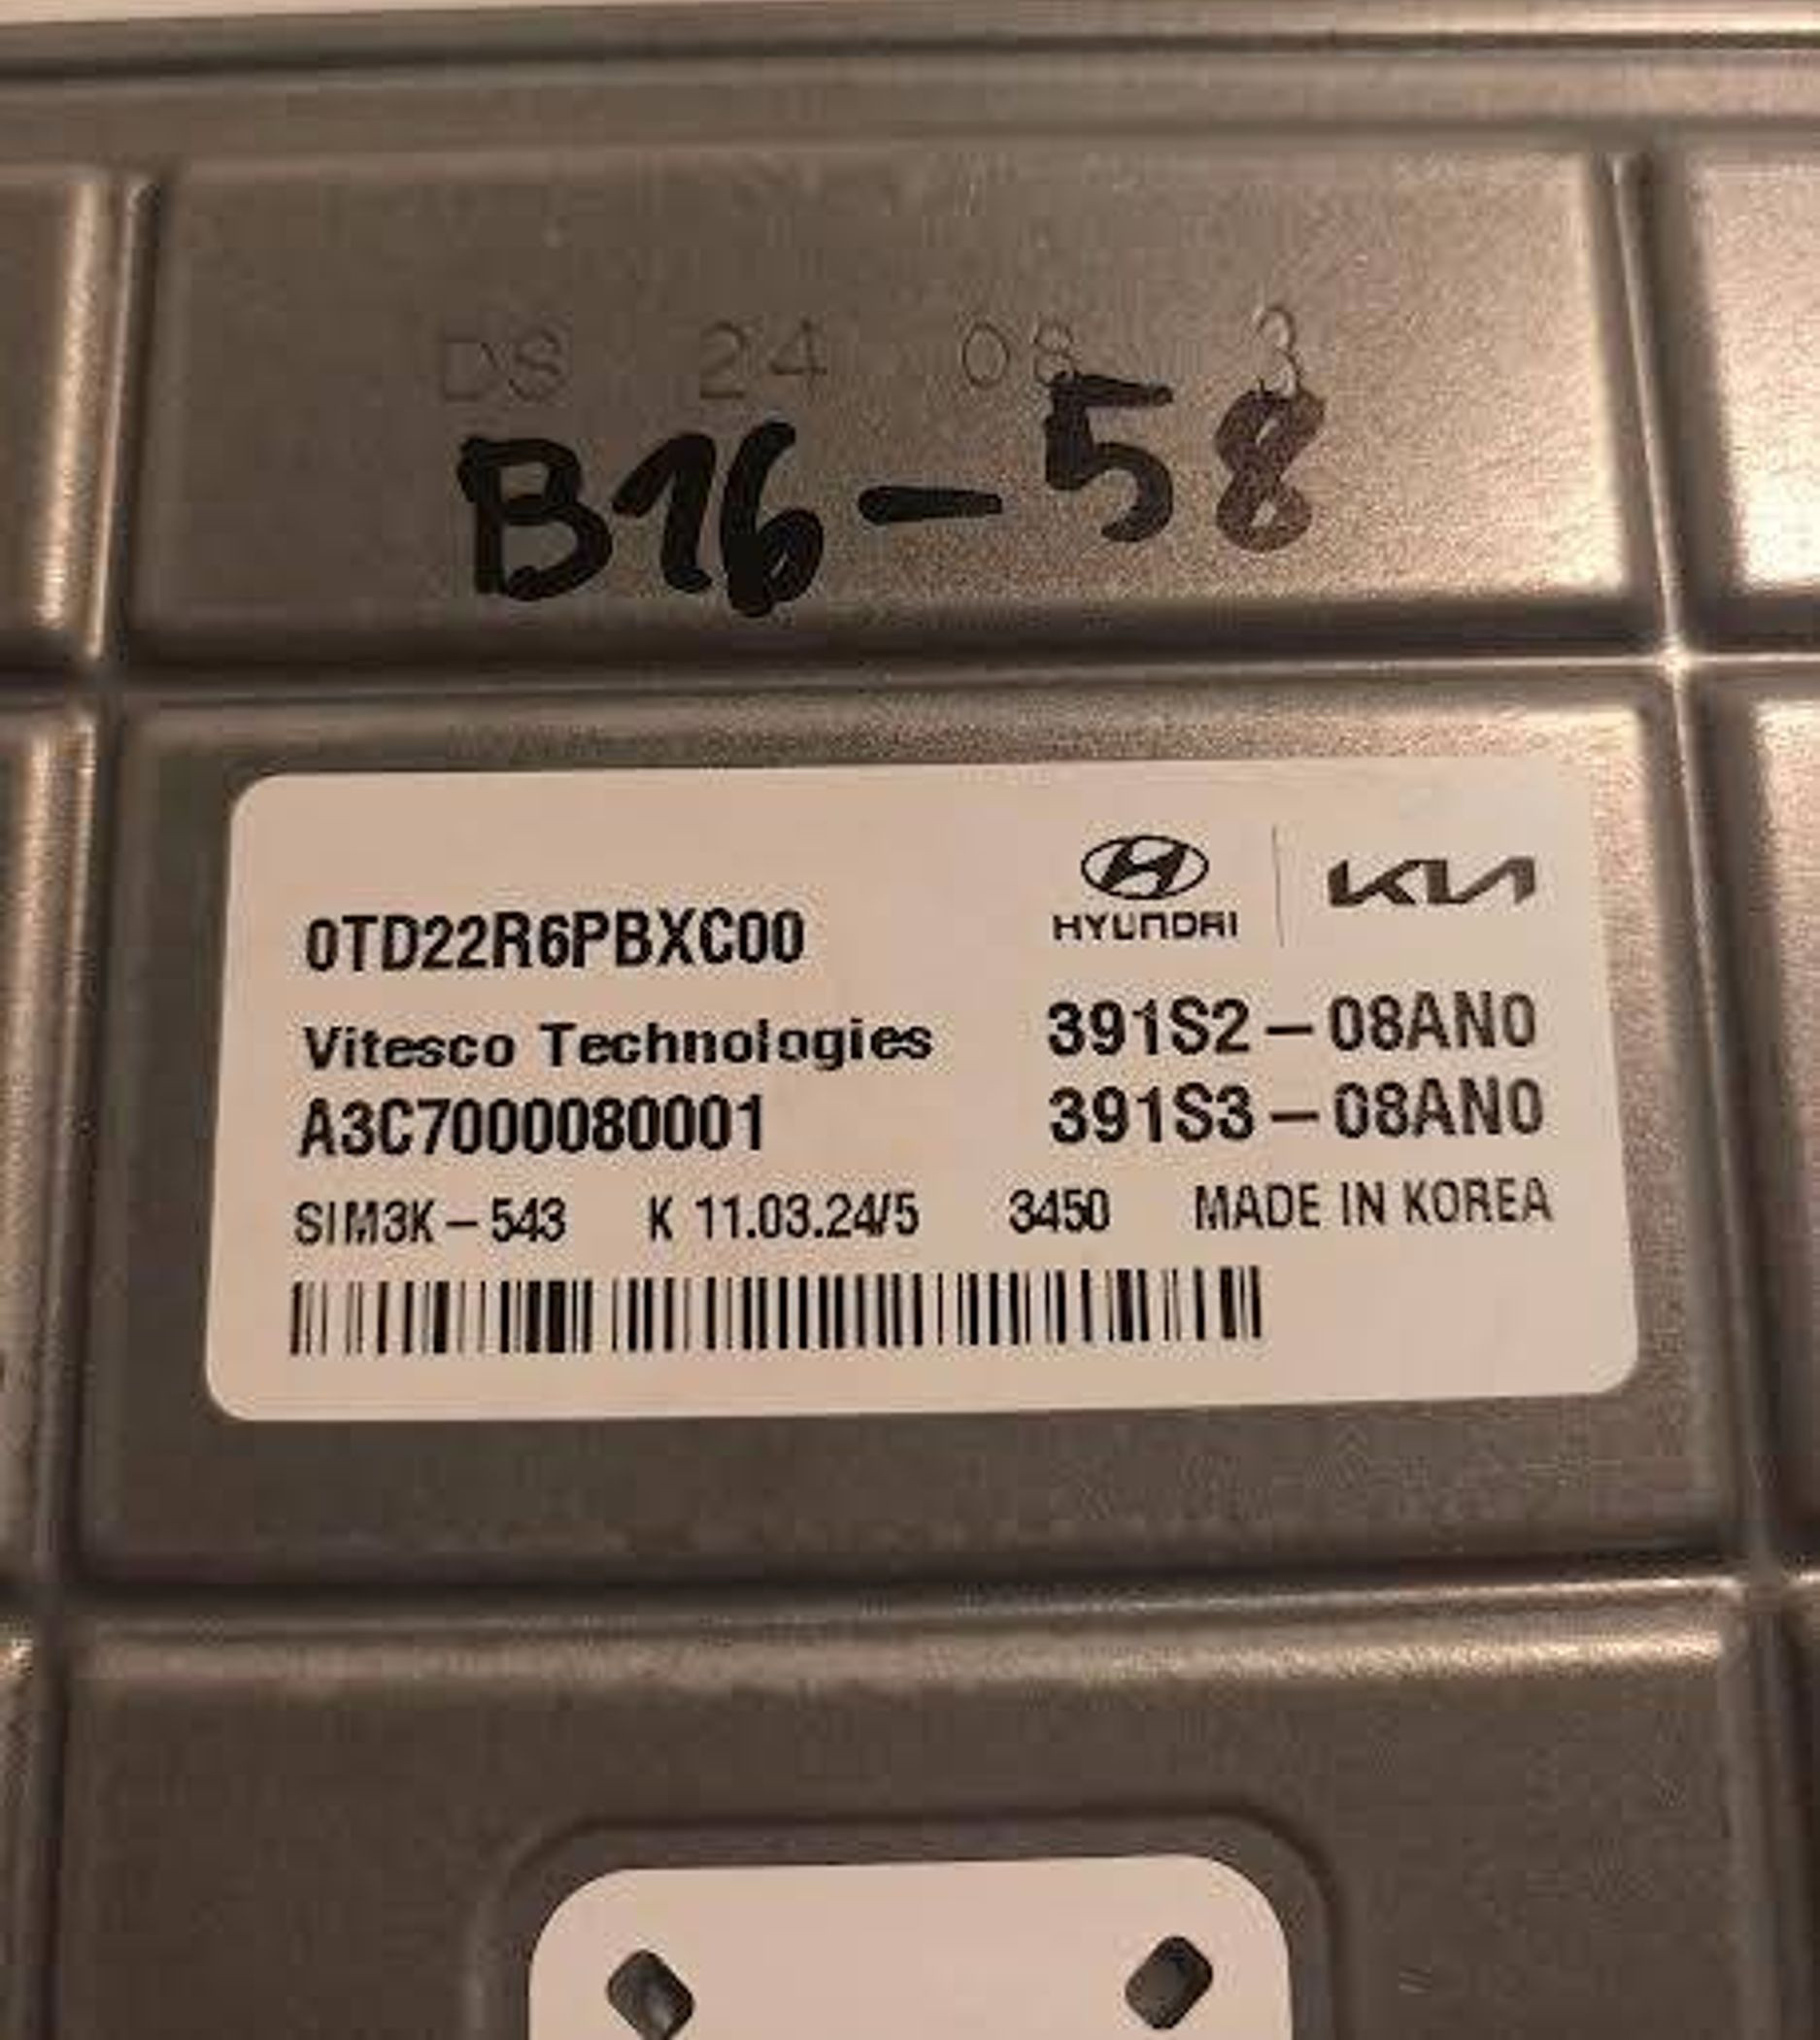 DS 24 08 3
B16-58
HYUNDAI KIA
0TD22R6PBXC00
391S2-08AN0
Vitesco Technologies
391S3-08AN0
A3C7000080001
SIM3K-543 K 11.03.24/5 3450 MADE IN KOREA